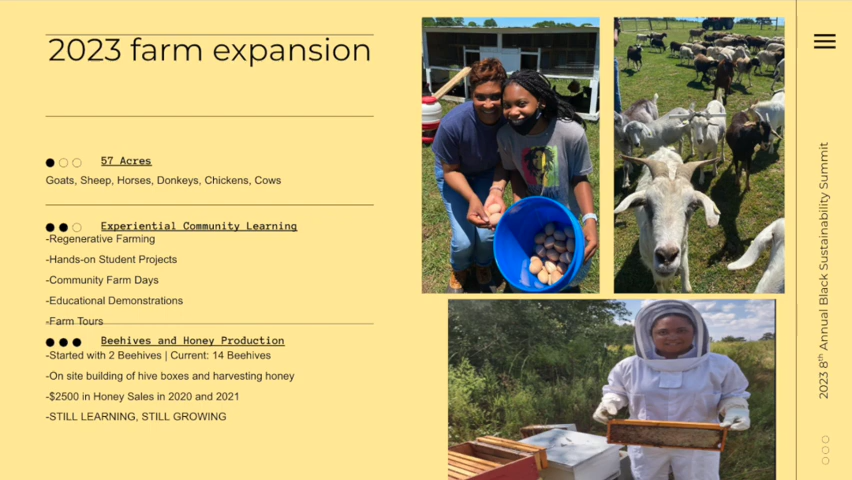 2023 farm expansion
57 Acres
Goats, Sheep, Horses, Donkeys, Chickens, Cows
Experiential Community Learning
-Regenerative Farming
-Hands-on Student Projects
-Community Farm Days
-Educational Demonstrations
-Farm Tours
Beehives and Honey Production
-Started with 2 Beehives | Current: 14 Beehives
-On site building of hive boxes and harvesting honey
-$2500 in Honey Sales in 2020 and 2021
-STILL LEARNING, STILL GROWING
2023 8th Annual Black Sustainability Summit